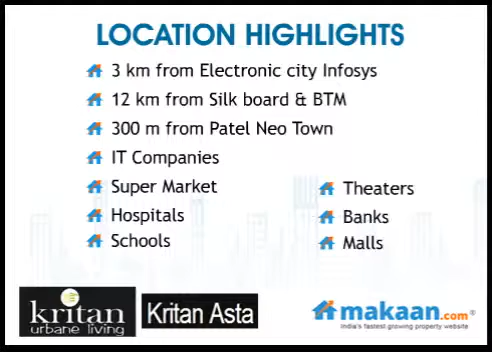 LOCATION HIGHLIGHTS
3 km from Electronic city Infosys
12 km from Silk board & BTM
300 m from Patel Neo Town
IT Companies
Super Market
Hospitals
Schools
Theaters
Banks
Malls
kritan
urbane living
Kritan Asta
makaan.com®
India's fastest growing property website